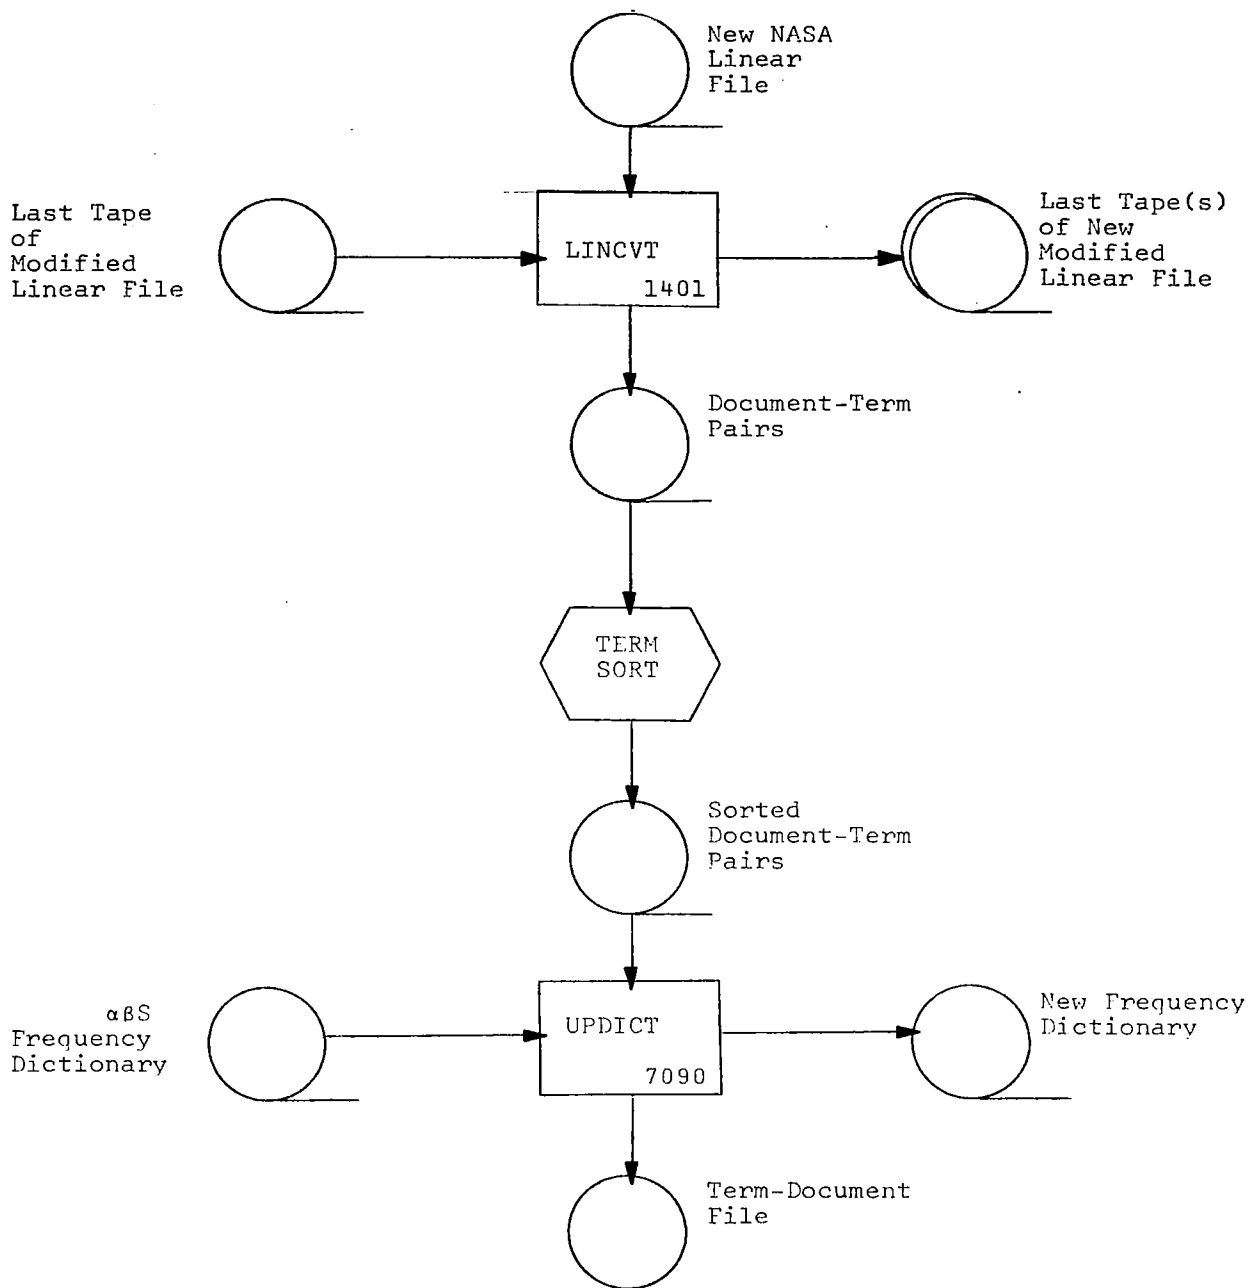 New NASA
Linear
File
Last Tape
of
Modified
Linear File
LINCVT
1401
Last Tape(s)
of New
Modified
Linear File
Document-Term
Pairs
TERM
SORT
Sorted
Document-Term
Pairs
αβS
Frequency
Dictionary
UPDICT
7090
New Frequency
Dictionary
Term-Document
File